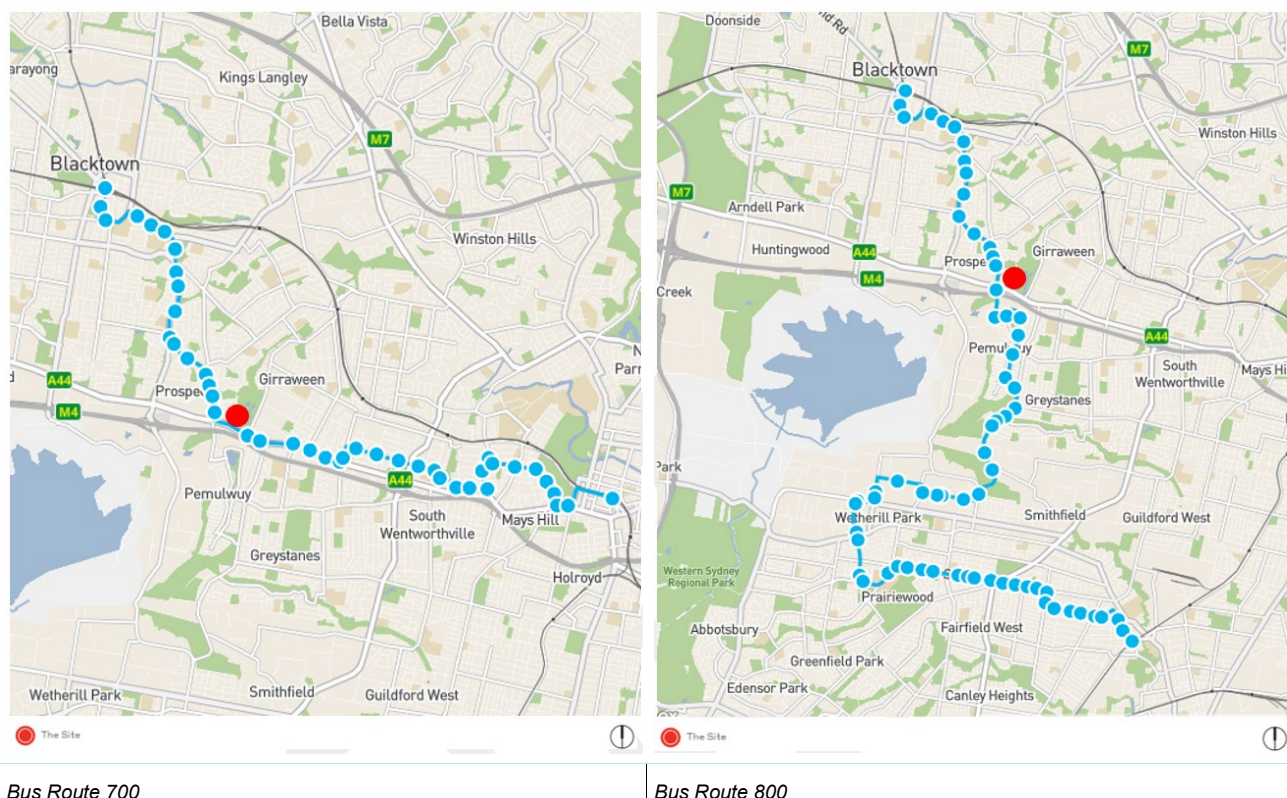 Bella Vista
arayong
Kings Langley
M7
Blacktown
Winston Hills
N
Parr
A44
Girraween
Prospe
M4
A44
Pemulwuy
South
Wentworthville
Mays Hill
Greystanes
Holroyd
Wetherill Park
Smithfield
Guildford West
The Site
Bus Route 700
Doonside
nd Rd
M7
Blacktown
Winston Hills
M7
Arndell Park
Huntingwood
A44
Girraween
Prospe
M4
Creek
A44
Pemulwuy
South
Wentworthville
Mays Hi
Greystanes
Park
Wetherill Park
Smithfield
Guildford West
Western Sydney
Regional Park
Prairiewood
Abbotsbury
Fairfield West
Greenfield Park
Edensor Park
Canley Heights
The Site
Bus Route 800